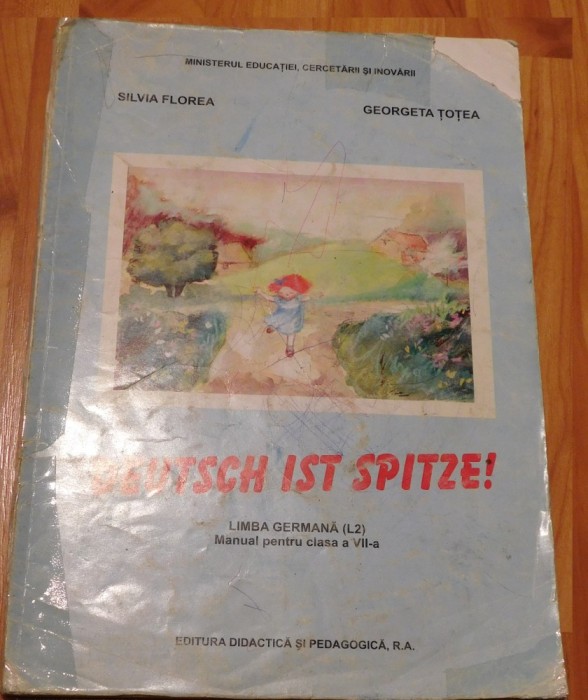 MINISTERUL EDUCAȚIEI, CERCETĂRII ȘI INOVĂRII
SILVIA FLOREA
GEORGETA ȚOȚEA
DEUTSCH IST SPITZE!
LIMBA GERMANĂ (L2)
Manual pentru clasa a VII-a
EDITURA DIDACTICĂ ȘI PEDAGOGICĂ, R.A.